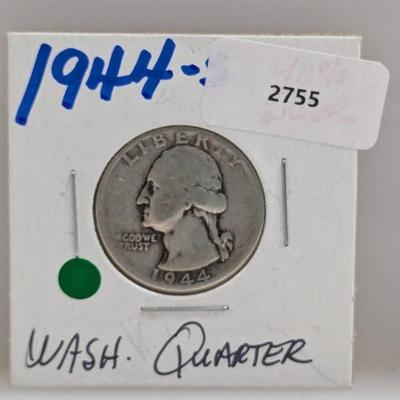 1944-S
2755
LIBERTY
IN GOD WE
TRUST
1944
WASH. QUARTER